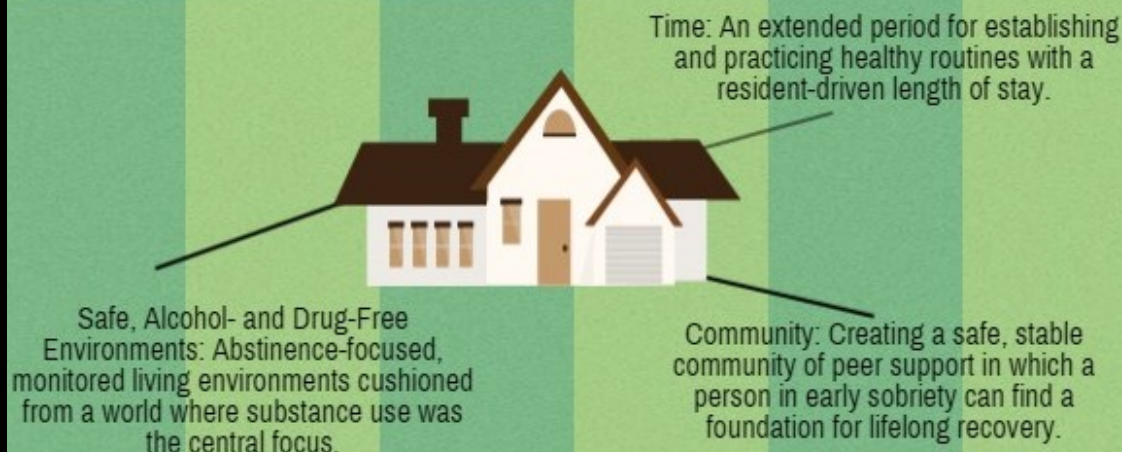 Time: An extended period for establishing
and practicing healthy routines with a
resident-driven length of stay.
Safe, Alcohol- and Drug-Free
Environments: Abstinence-focused,
monitored living environments cushioned
from a world where substance use was
the central focus.
Community: Creating a safe, stable
community of peer support in which a
person in early sobriety can find a
foundation for lifelong recovery.